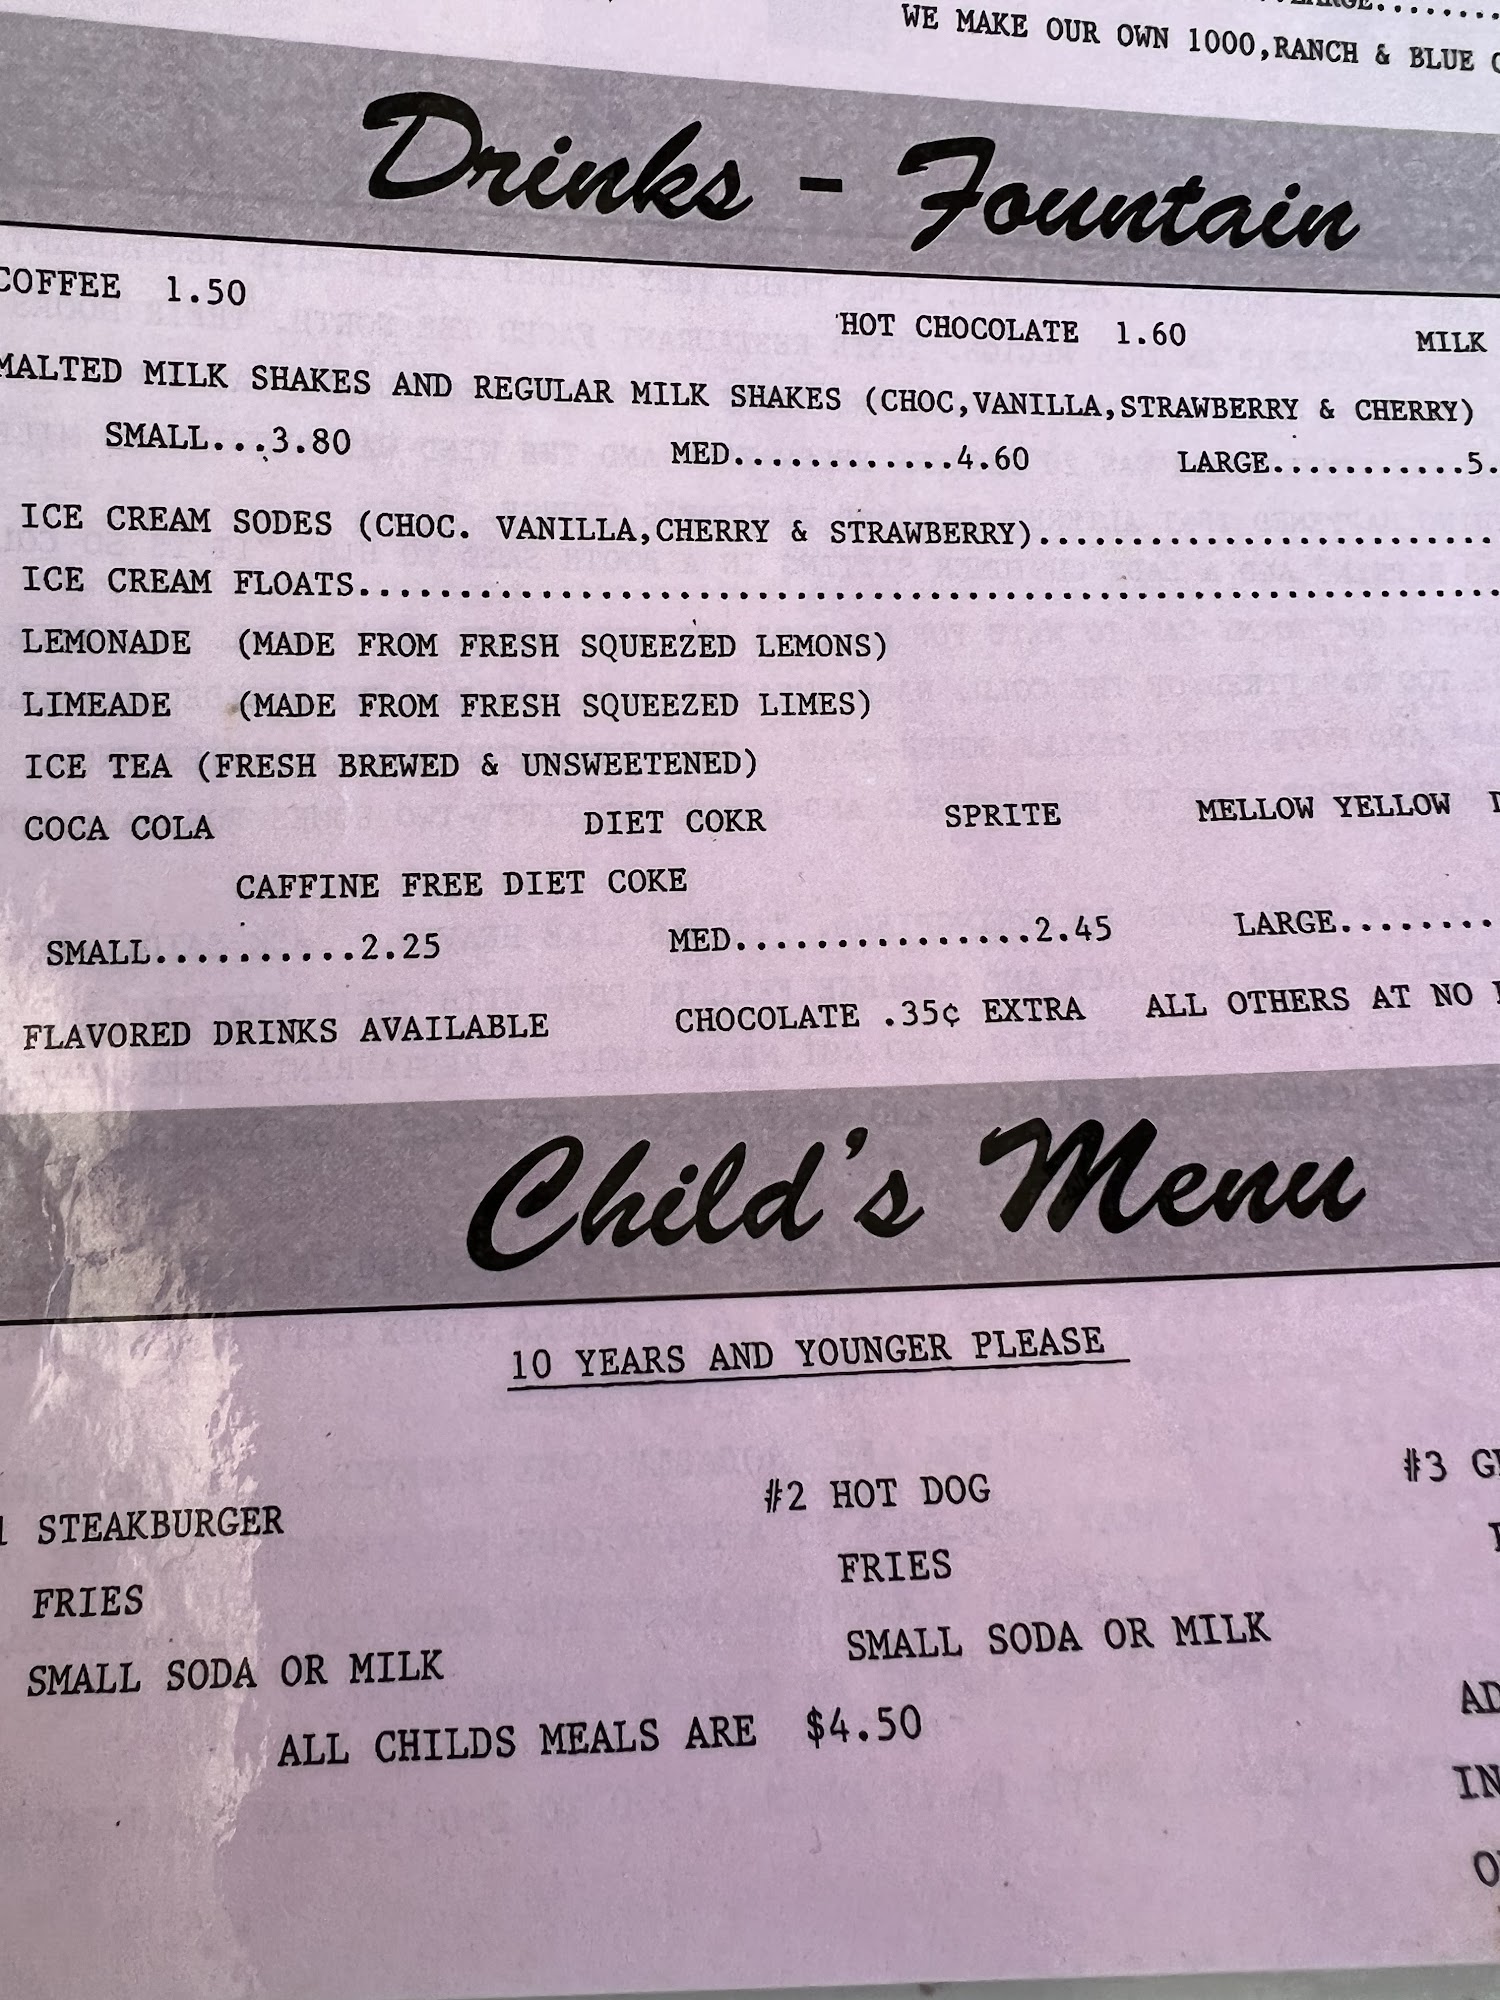 WE MAKE OUR OWN 1000,RANCH & BLUE
Drinks - Fountain
COFFEE 1.50 HOT CHOCOLATE 1.60 MILK
MALTED MILK SHAKES AND REGULAR MILK SHAKES (CHOC,VANILLA,STRAWBERRY & CHERRY)
SMALL...3.80 MED............4.60 LARGE...........5.
ICE CREAM SODES (CHOC. VANILLA,CHERRY & STRAWBERRY)..........................
ICE CREAM FLOATS.............................................................
LEMONADE (MADE FROM FRESH SQUEEZED LEMONS)
LIMEADE (MADE FROM FRESH SQUEEZED LIMES)
ICE TEA (FRESH BREWED & UNSWEETENED)
COCA COLA DIET COKR SPRITE MELLOW YELLOW
CAFFINE FREE DIET COKE
SMALL..........2.25 MED...............2.45 LARGE........
FLAVORED DRINKS AVAILABLE CHOCOLATE .35¢ EXTRA ALL OTHERS AT NO
Child's Menu
10 YEARS AND YOUNGER PLEASE
1 STEAKBURGER #2 HOT DOG #3
FRIES FRIES
SMALL SODA OR MILK SMALL SODA OR MILK
ALL CHILDS MEALS ARE $4.50